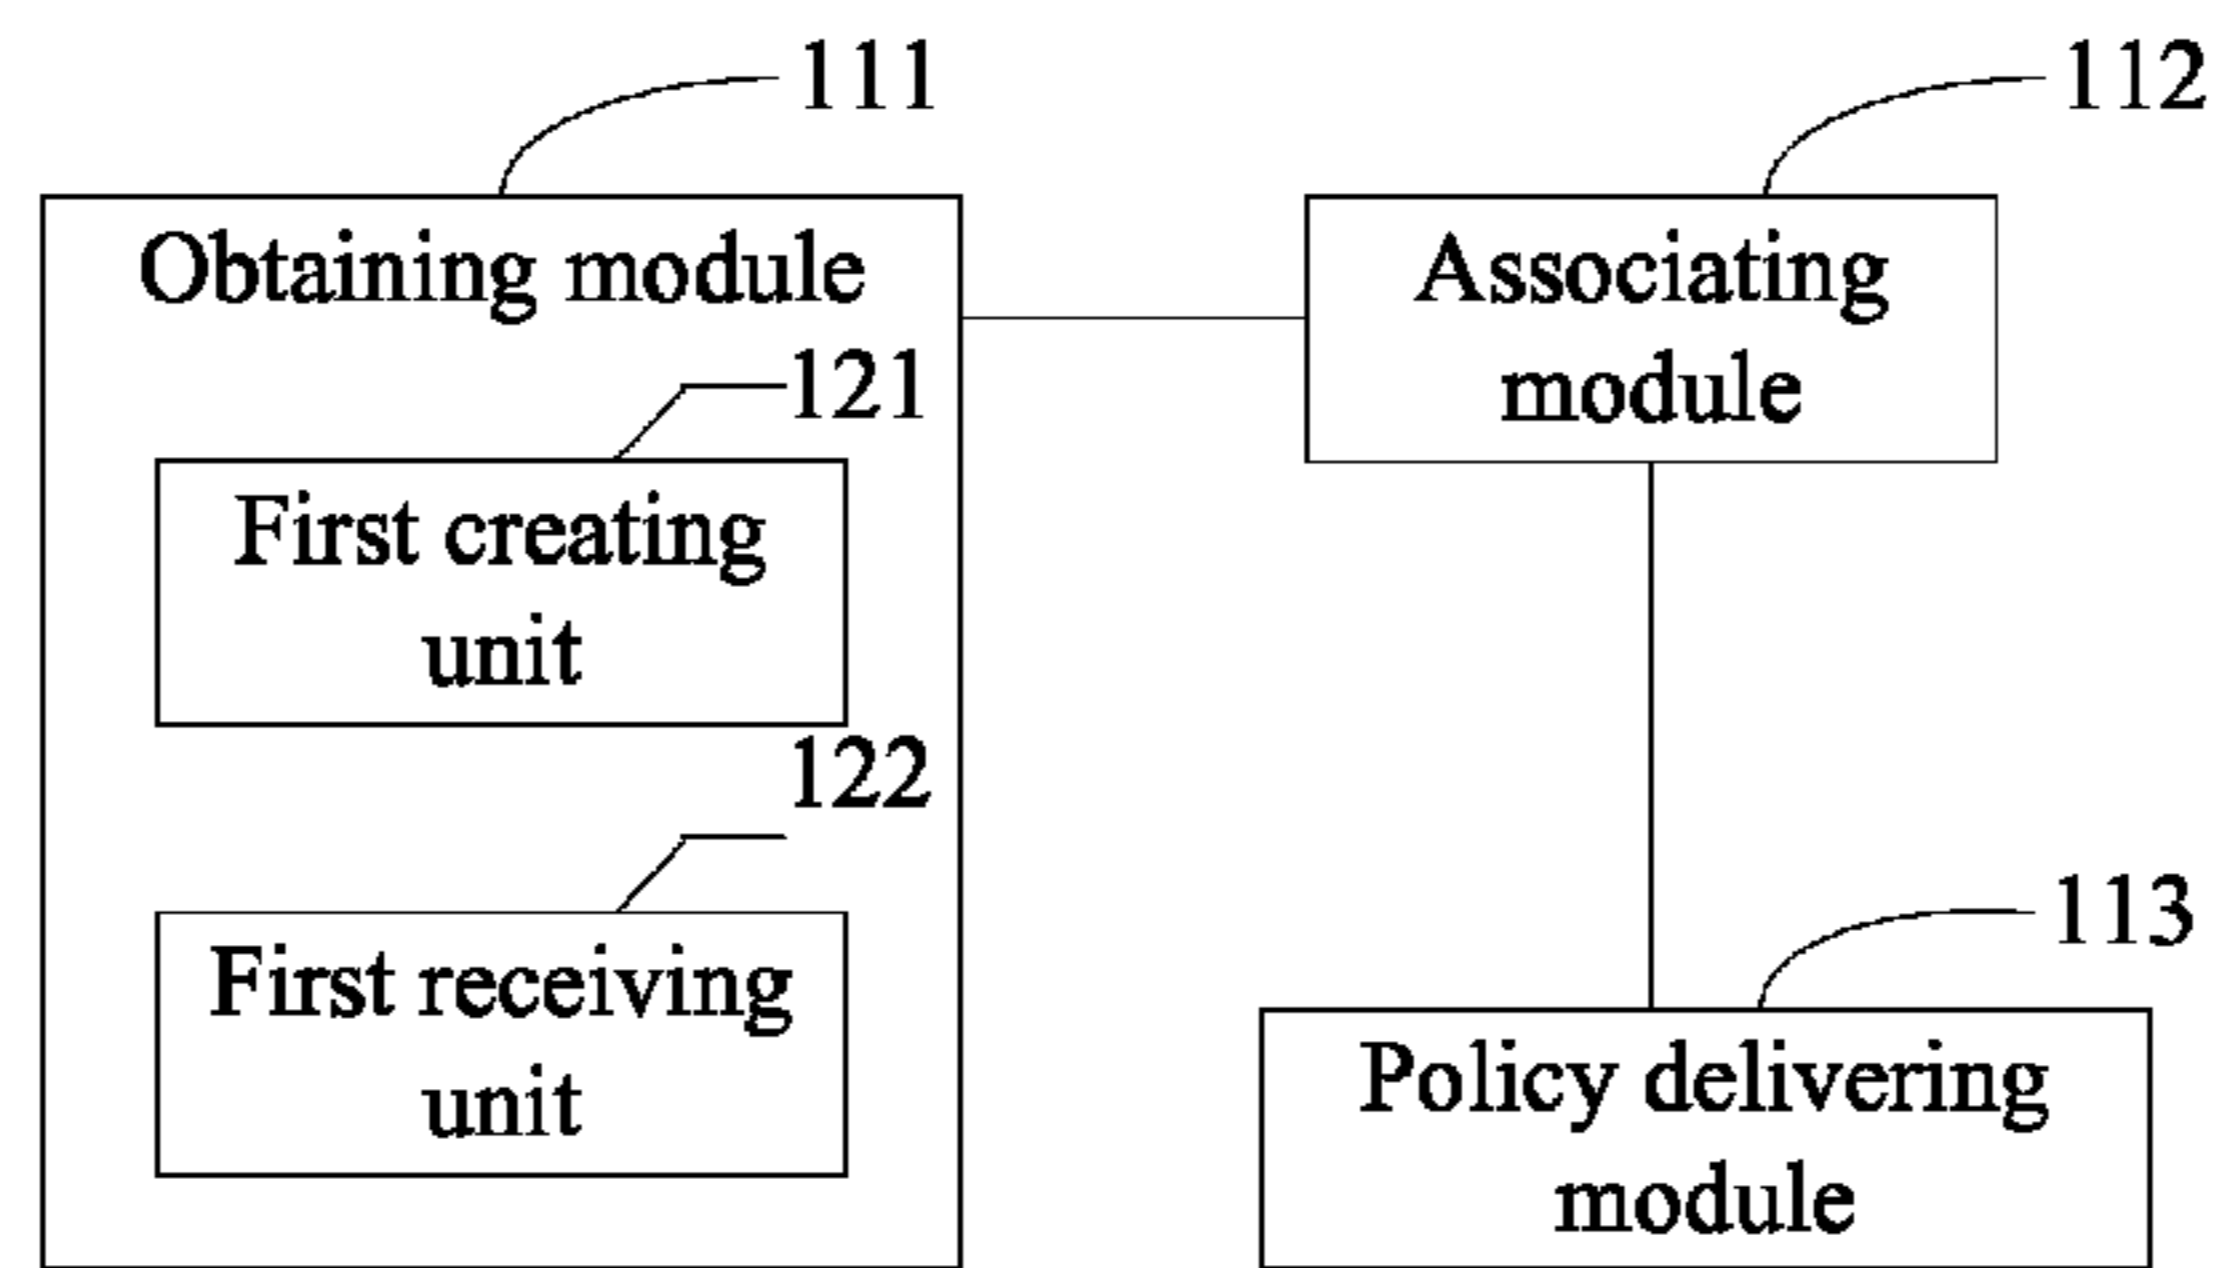 111
112
Obtaining module
Associating
module
121
First creating
unit
122
113
First receiving
unit
Policy delivering
module